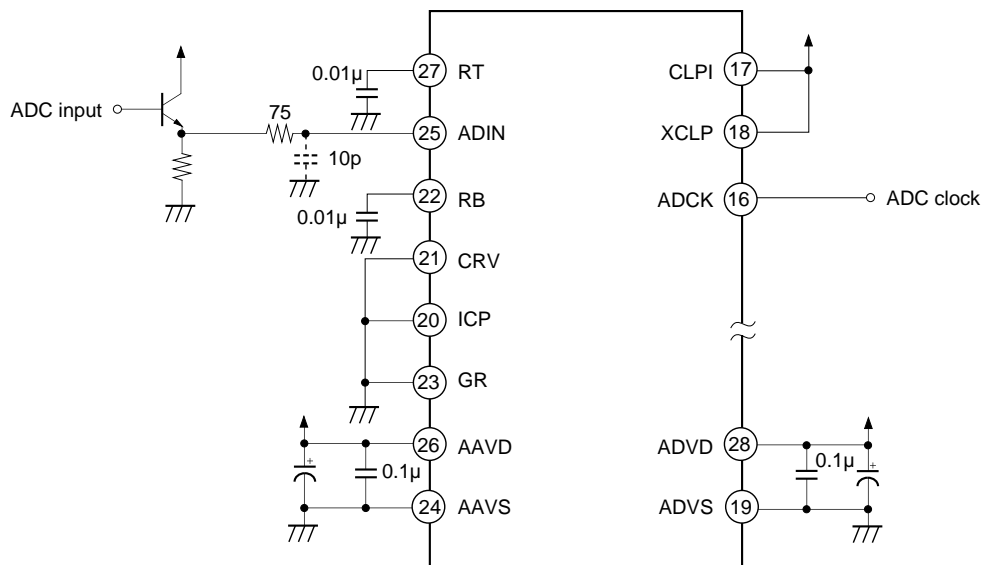 0.01µ 27 RT CLPI 17
ADC input 75 25 ADIN XCLP 18
10p
0.01µ 22 RB ADCK 16 ADC clock
21 CRV
20 ICP
23 GR
+ 0.1µ 26 AAVD ADVD 28 0.1µ +
24 AAVS ADVS 19